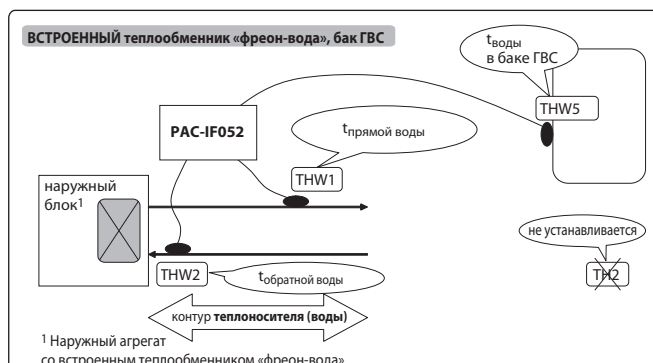 ВСТРОЕННЫЙ теплообменник «фреон-вода», бак ГВС
tводы
в баке ГВС
THW5
PAC-IF052
tпрямой воды
THW1
наружный
блок1
не устанавливается
TH2
THW2
tобратной воды
контур теплоносителя (воды)
1 Наружный агрегат
со встроенным теплообменником «фреон-вода»